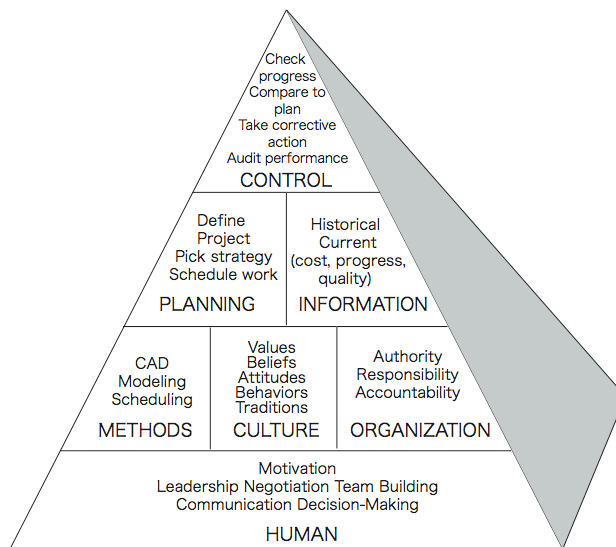 Check
progress
Compare to
plan
Take corrective
action
Audit performance
CONTROL
Define
Project
Pick strategy
Schedule work
PLANNING
Historical
Current
(cost, progress,
quality)
INFORMATION
CAD
Modeling
Scheduling
METHODS
Values
Beliefs
Attitudes
Behaviors
Traditions
CULTURE
Authority
Responsibility
Accountability
ORGANIZATION
Motivation
Leadership Negotiation Team Building
Communication Decision-Making
HUMAN